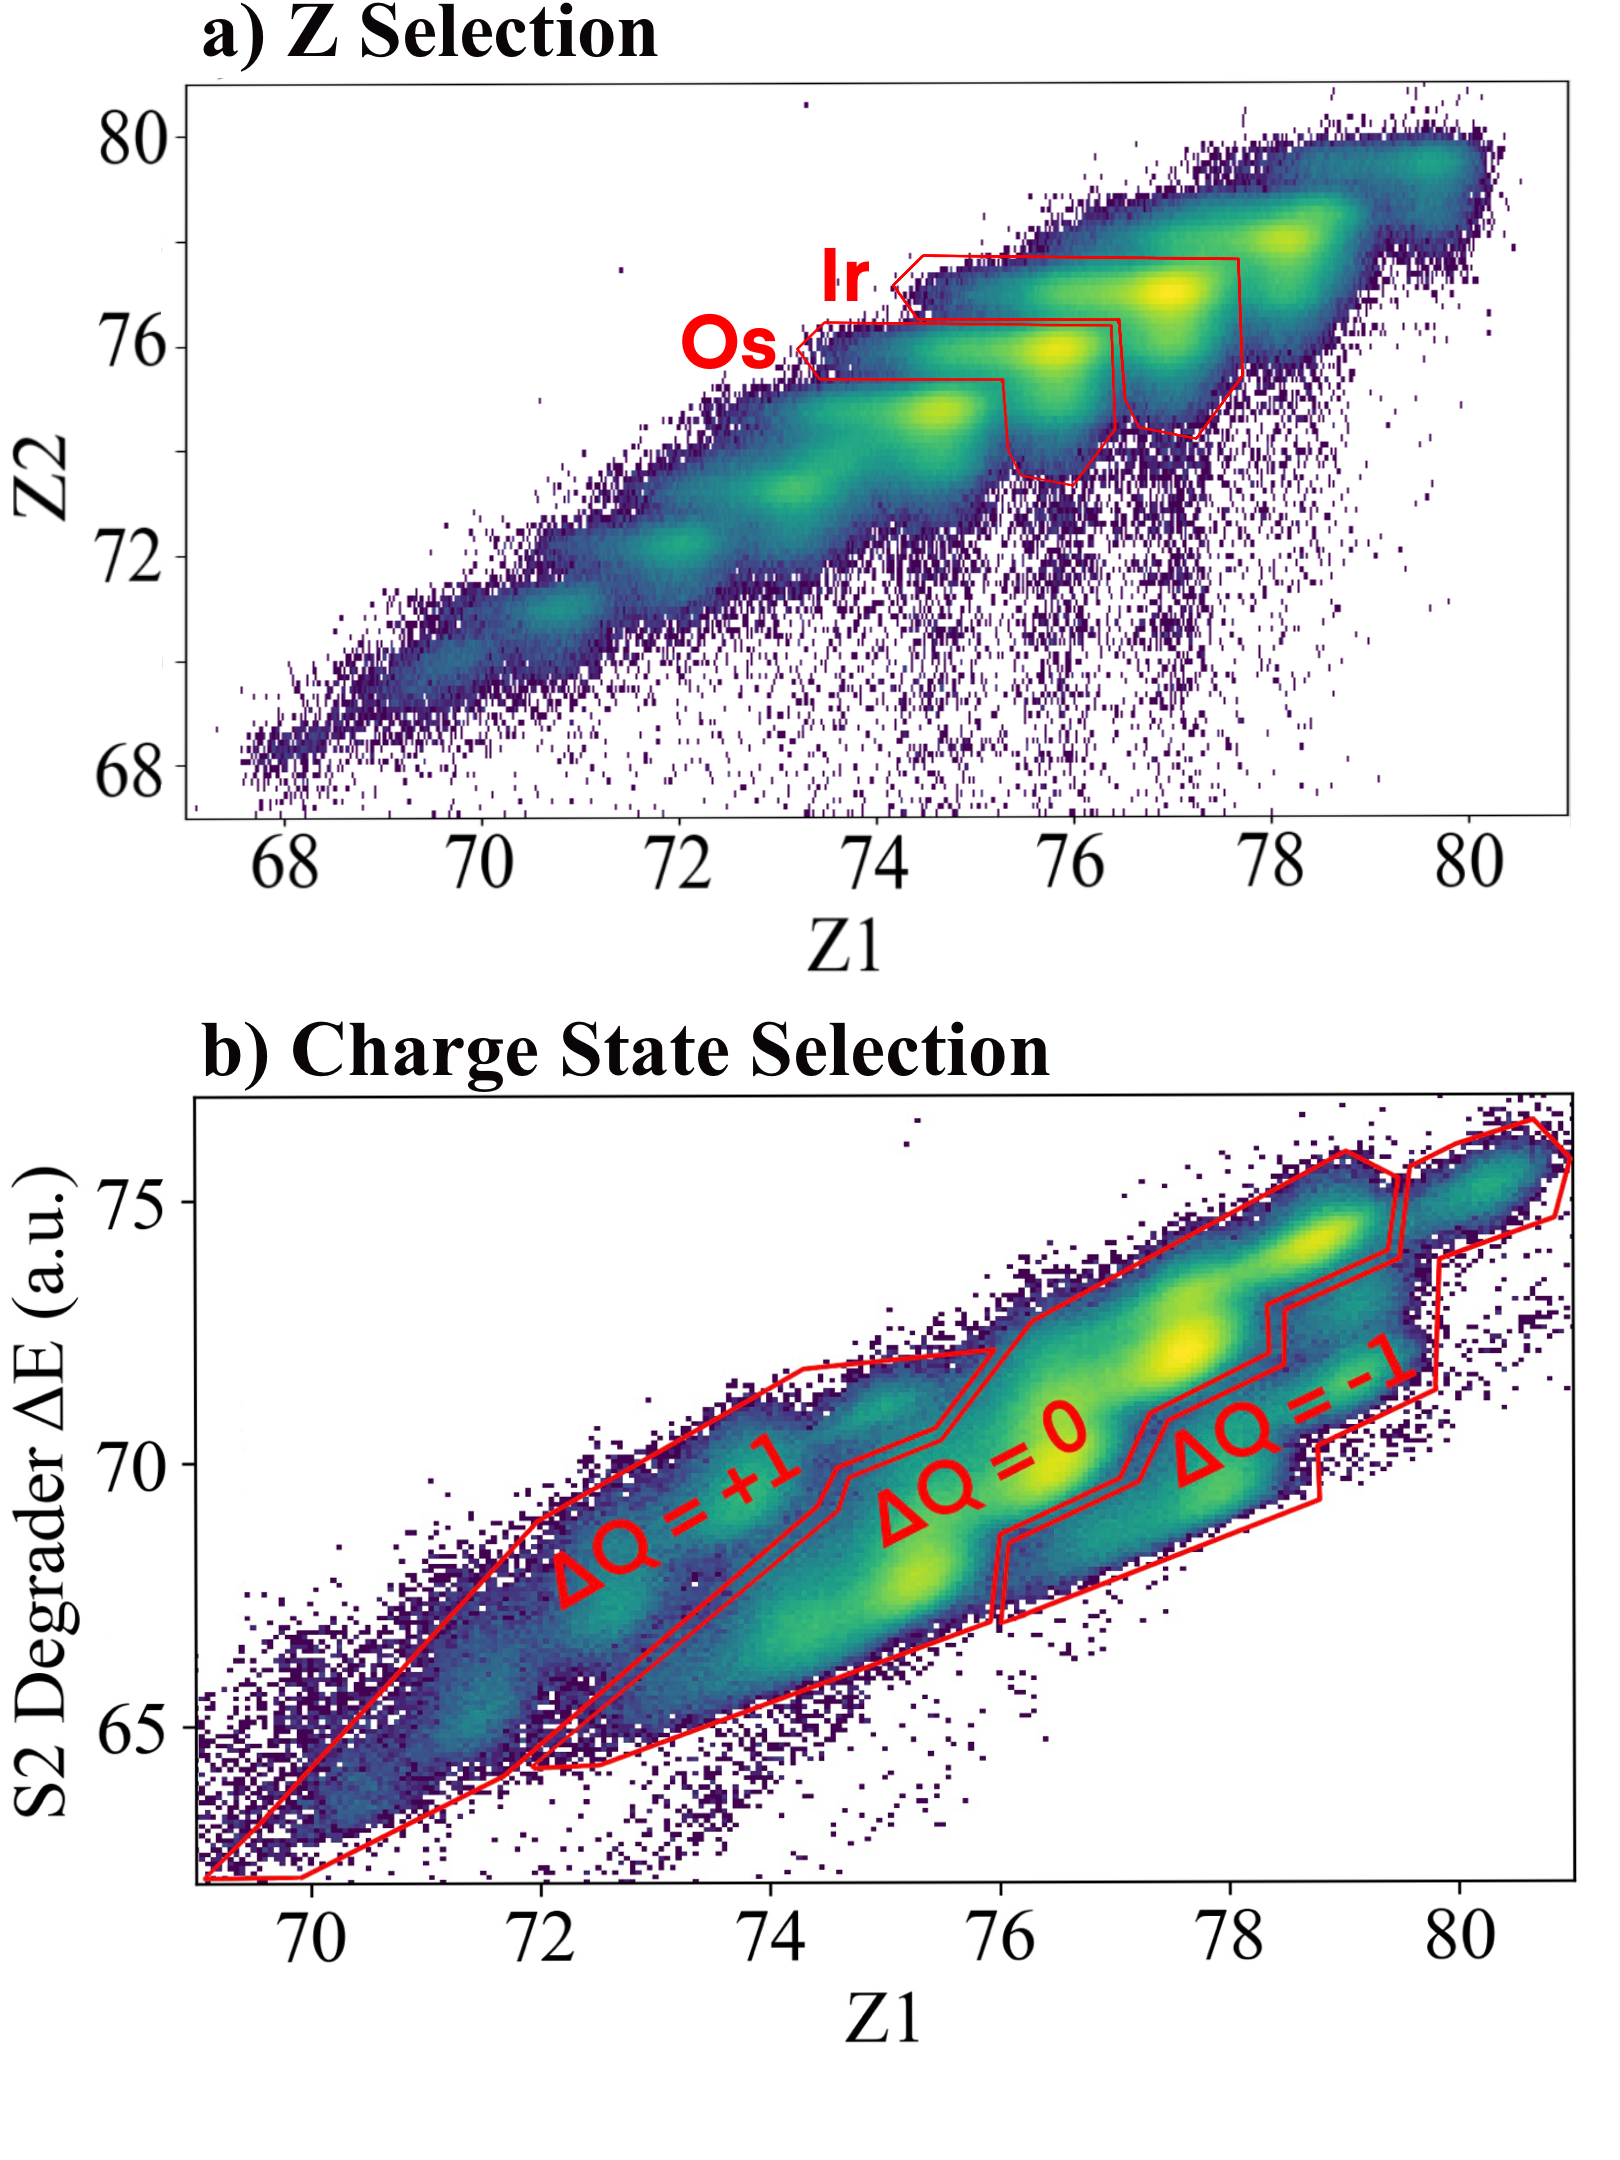 a) Z Selection
80
76
72
68
Z2
Ir
Os
68 70 72 74 76 78 80
Z1
b) Charge State Selection
75
70
65
S2 Degrader ΔE (a.u.)
ΔQ = +1
ΔQ = 0
ΔQ = -1
70 72 74 76 78 80
Z1